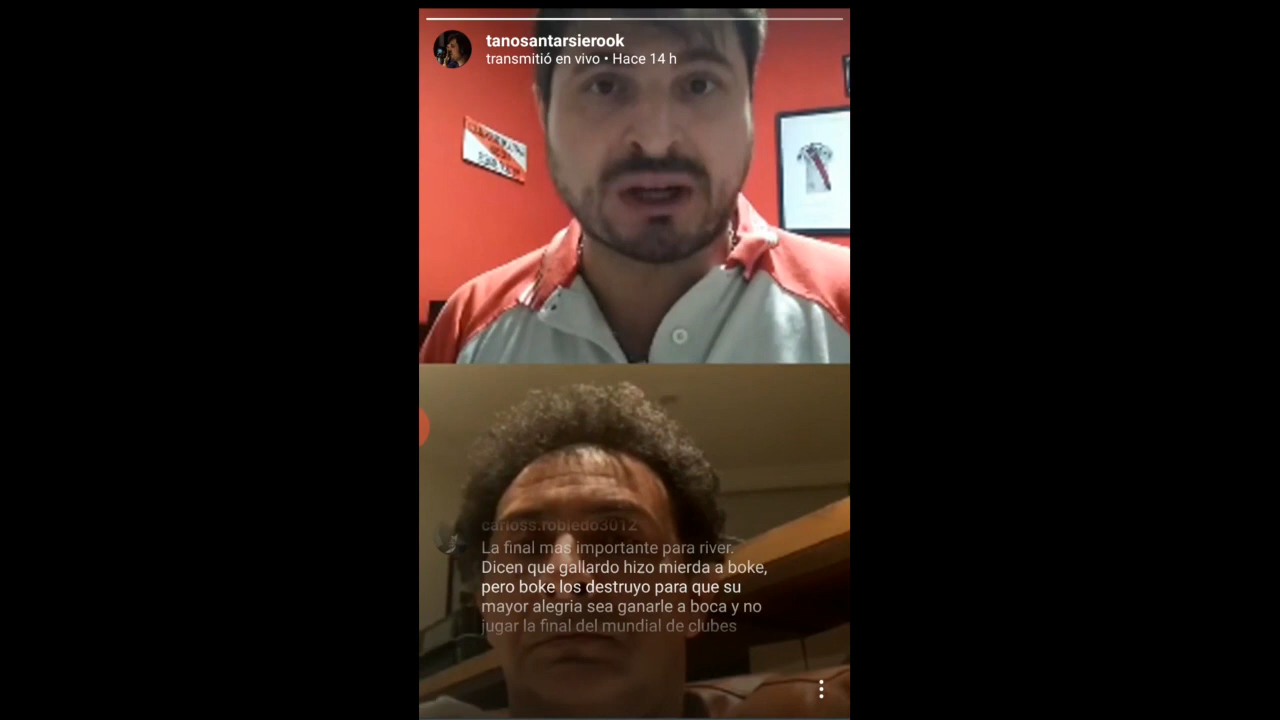 tanosantarsierook
transmitió en vivo • Hace 14 h
carloss.robledo3012
La final mas importante para river.
Dicen que gallardo hizo mierda a boke,
pero boke los destruyo para que su
mayor alegria sea ganarle a boca y no
jugar la final del mundial de clubes